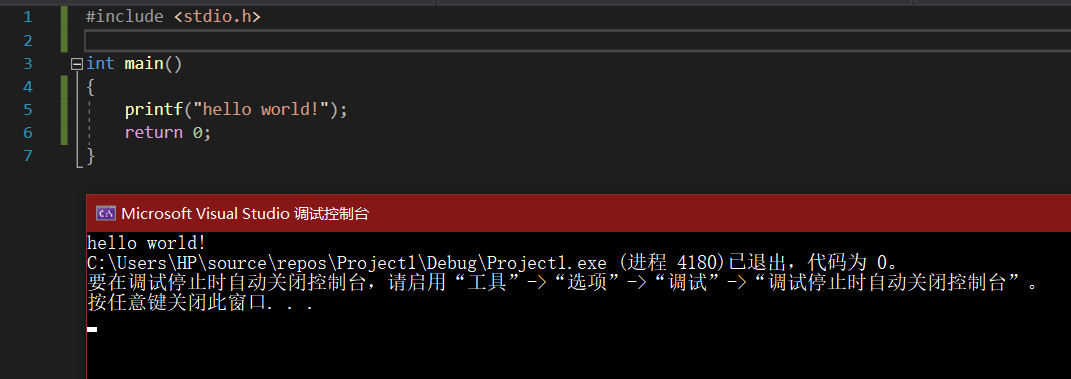 1 #include <stdio.h>
2
3 int main()
4 {
5 printf("hello world!");
6 return 0;
7 }
C:\ Microsoft Visual Studio 调试控制台
hello world!
C:\Users\HP\source\repos\Project1\Debug\Project1.exe (进程 4180)已退出，代码为 0。
要在调试停止时自动关闭控制台，请启用“工具”->“选项”->“调试”->“调试停止时自动关闭控制台”。
按任意键关闭此窗口. . .